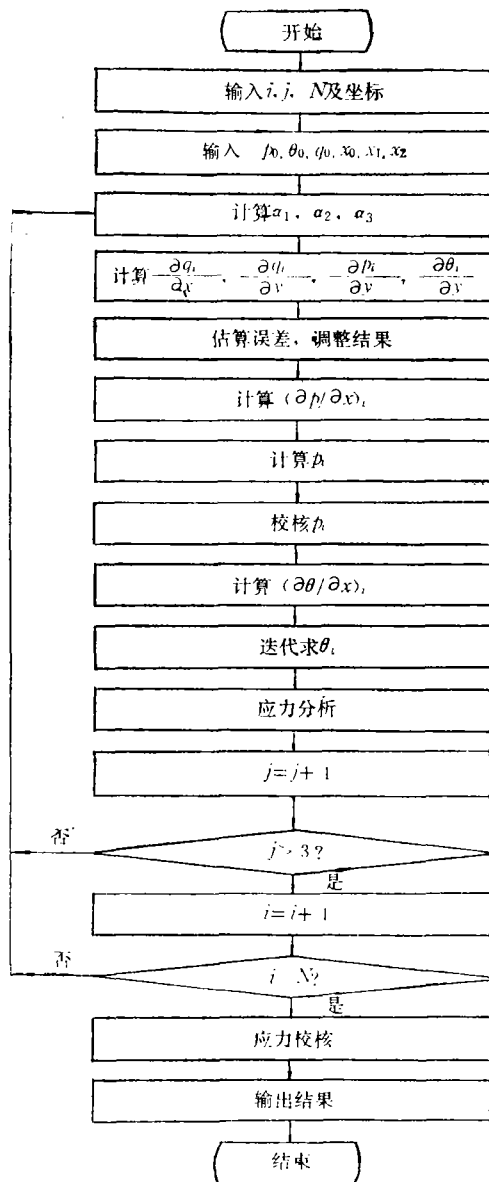 开始
输入 i, j, N及坐标
输入 p₀, θ₀, q₀, x₀, x₁, x₂
计算α₁, α₂, α₃
计算 ∂qᵢ/∂x, ∂qᵢ/∂y, ∂pᵢ/∂y, ∂θᵢ/∂y
估算误差，调整结果
计算 (∂p/∂x)ᵢ
计算pᵢ
校核pᵢ
计算 (∂θ/∂x)ᵢ
迭代求θᵢ
应力分析
j=j+1
否
j>3?
是
i=i+1
否
i N?
是
应力校核
输出结果
结束